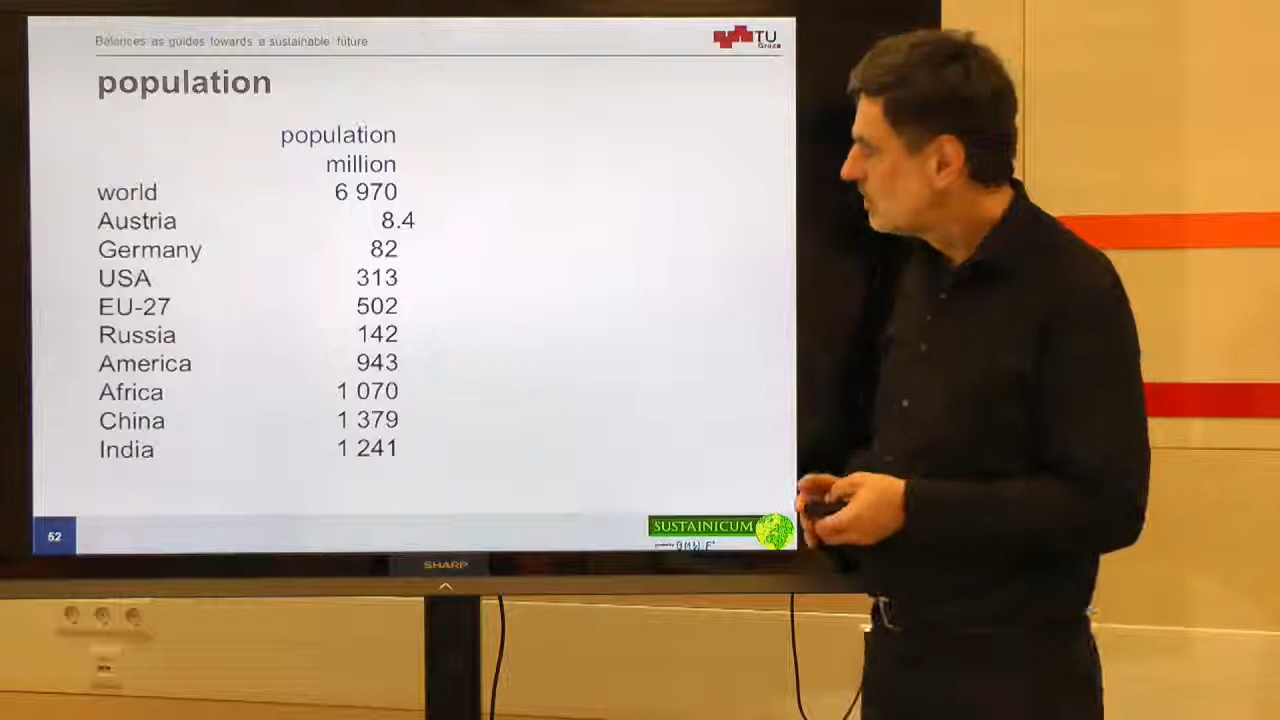 Balances as guides towards a sustainable future
TU
Graz
population
population
million
world 6 970
Austria 8.4
Germany 82
USA 313
EU-27 502
Russia 142
America 943
Africa 1 070
China 1 379
India 1 241
52
SUSTAINICUM
SHARP